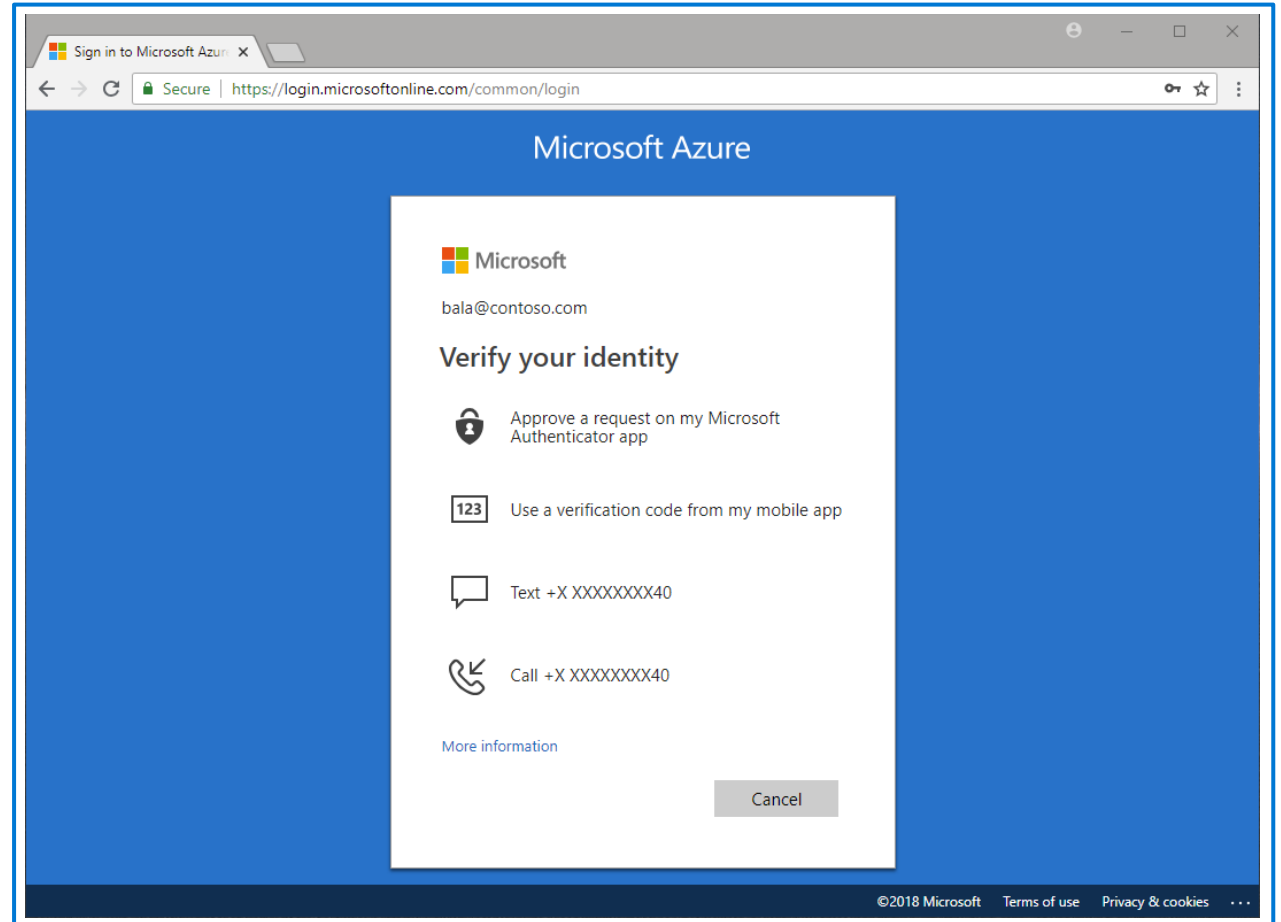 Sign in to Microsoft Azur
Secure | https://login.microsoftonline.com/common/login
Microsoft Azure
Microsoft
bala@contoso.com
Verify your identity
Approve a request on my Microsoft
Authenticator app
123 Use a verification code from my mobile app
Text +X XXXXXXXX40
Call +X XXXXXXXX40
More information
Cancel
©2018 Microsoft Terms of use Privacy & cookies ...